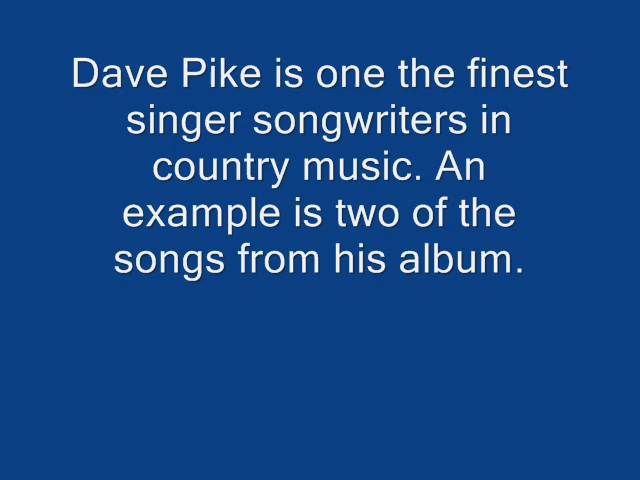 Dave Pike is one the finest
singer songwriters in
country music. An
example is two of the
songs from his album.